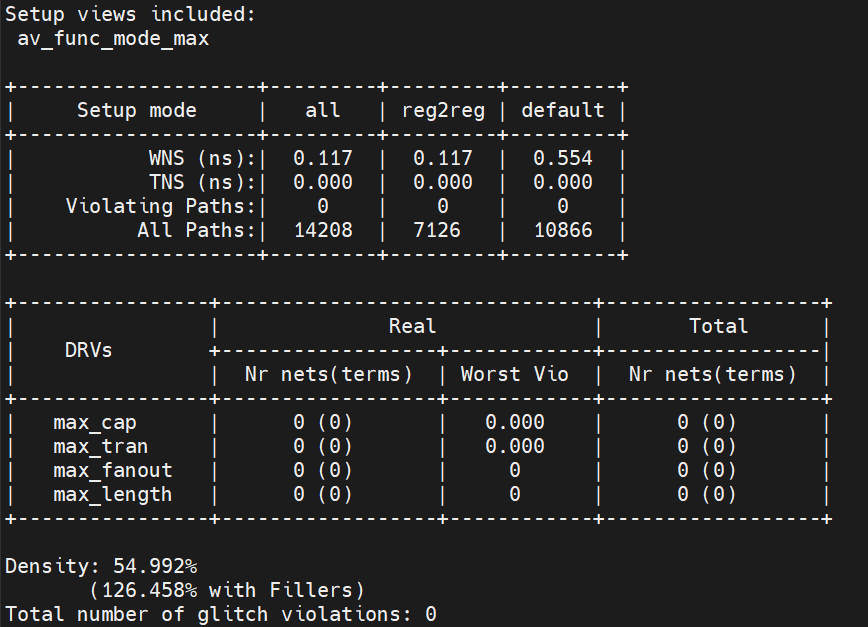 Setup views included:
 av_func_mode_max

+--------------------+---------+---------+---------+
|     Setup mode     |   all   | reg2reg | default |
+--------------------+---------+---------+---------+
|           WNS (ns):|  0.117  |  0.117  |  0.554  |
|           TNS (ns):|  0.000  |  0.000  |  0.000  |
|    Violating Paths:|    0    |    0    |    0    |
|          All Paths:|  14208  |  7126   |  10866  |
+--------------------+---------+---------+---------+

+----------------+-------------------------------+------------------+
|                |              Real             |       Total      |
|    DRVs        +------------------+------------+------------------|
|                |  Nr nets(terms)  | Worst Vio  |  Nr nets(terms)  |
+----------------+------------------+------------+------------------+
|   max_cap      |      0 (0)       |   0.000    |      0 (0)       |
|   max_tran     |      0 (0)       |   0.000    |      0 (0)       |
|   max_fanout   |      0 (0)       |     0      |      0 (0)       |
|   max_length   |      0 (0)       |     0      |      0 (0)       |
+----------------+------------------+------------+------------------+

Density: 54.992%
       (126.458% with Fillers)
Total number of glitch violations: 0